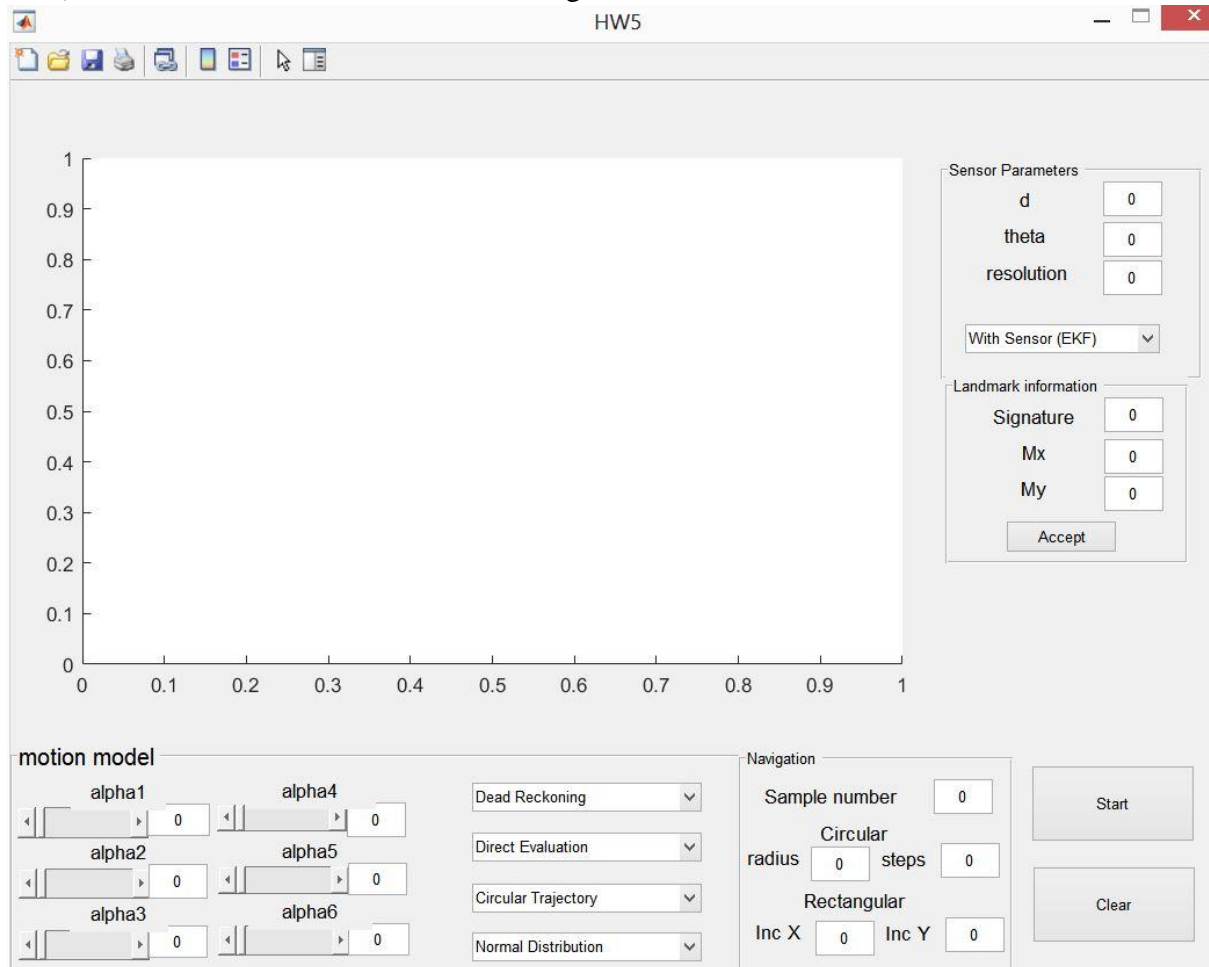 HW5
1
0.9
0.8
0.7
0.6
0.5
0.4
0.3
0.2
0.1
0
0 0.1 0.2 0.3 0.4 0.5 0.6 0.7 0.8 0.9 1
Sensor Parameters
d 0
theta 0
resolution 0
With Sensor (EKF)
Landmark information
Signature 0
Mx 0
My 0
Accept
motion model
alpha1 alpha4
0 0
alpha2 alpha5
0 0
alpha3 alpha6
0 0
Dead Reckoning
Direct Evaluation
Circular Trajectory
Normal Distribution
Navigation
Sample number 0
Circular
radius 0 steps 0
Rectangular
Inc X 0 Inc Y 0
Start
Clear